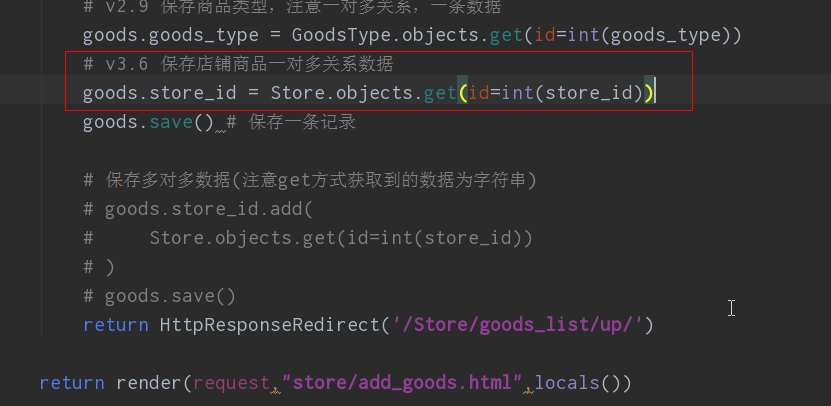 # v2.9 保存商品类型，注意一对多关系，一条数据
goods.goods_type = GoodsType.objects.get(id=int(goods_type))
# v3.6 保存店铺商品一对多关系数据
goods.store_id = Store.objects.get(id=int(store_id))
goods.save() # 保存一条记录
# 保存多对多数据(注意get方式获取到的数据为字符串)
# goods.store_id.add(
#     Store.objects.get(id=int(store_id))
# )
# goods.save()
return HttpResponseRedirect('/Store/goods_list/up/')
return render(request,"store/add_goods.html",locals())